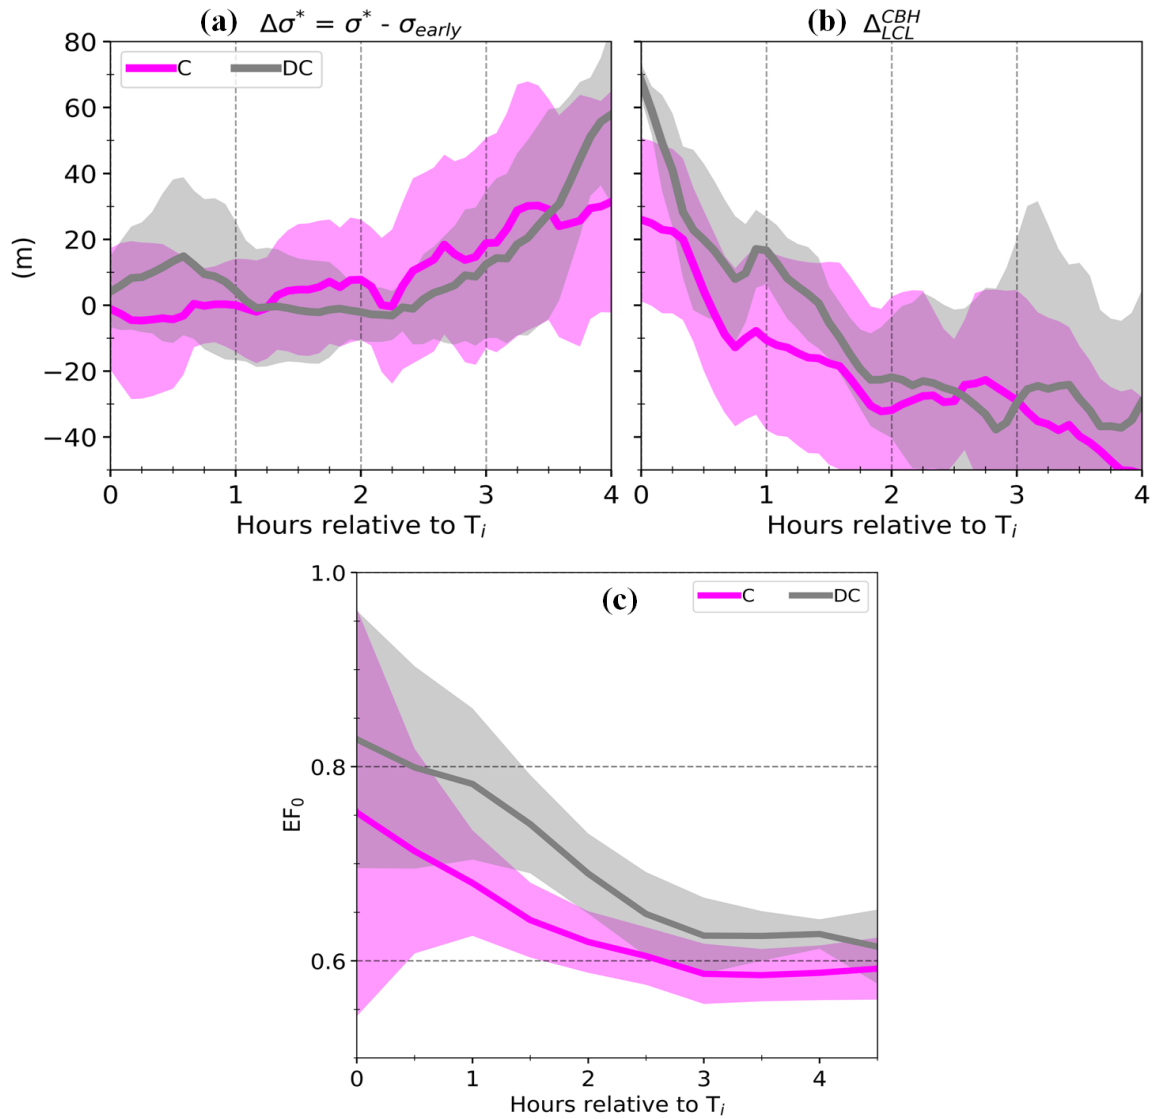 (a) Δσ* = σ* - σearly
(b) Δ^CBH_LCL
C DC
80
60
40
20
0
−20
−40
(m)
0 1 2 3 4
Hours relative to Ti
0 1 2 3 4
Hours relative to Ti
(c)
C DC
1.0
0.8
0.6
EF0
0 1 2 3 4
Hours relative to Ti